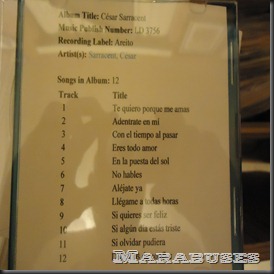 Album Title: César Sarracent
Music Publish Number: LD 3756
Recording Label: Areito
Artist(s): Sarracent, César
Songs in Album: 12
Track Title
1 Te quiero porque me amas
2 Adentrate en mí
3 Con el tiempo al pasar
4 Eres todo amor
5 En la puesta del sol
6 No hables
7 Aléjate ya
8 Llégame a todas horas
9 Si quieres ser feliz
10 Si algún día estás triste
11 Si olvidar pudiera
12
MARABUSES